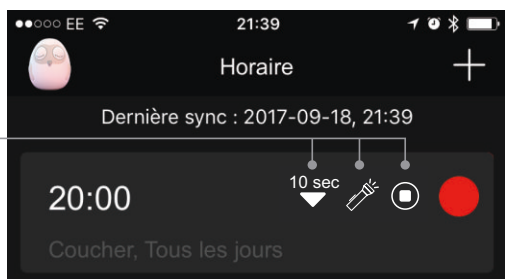 EE 21:39
Horaire
Dernière sync : 2017-09-18, 21:39
20:00 10 sec
Coucher, Tous les jours